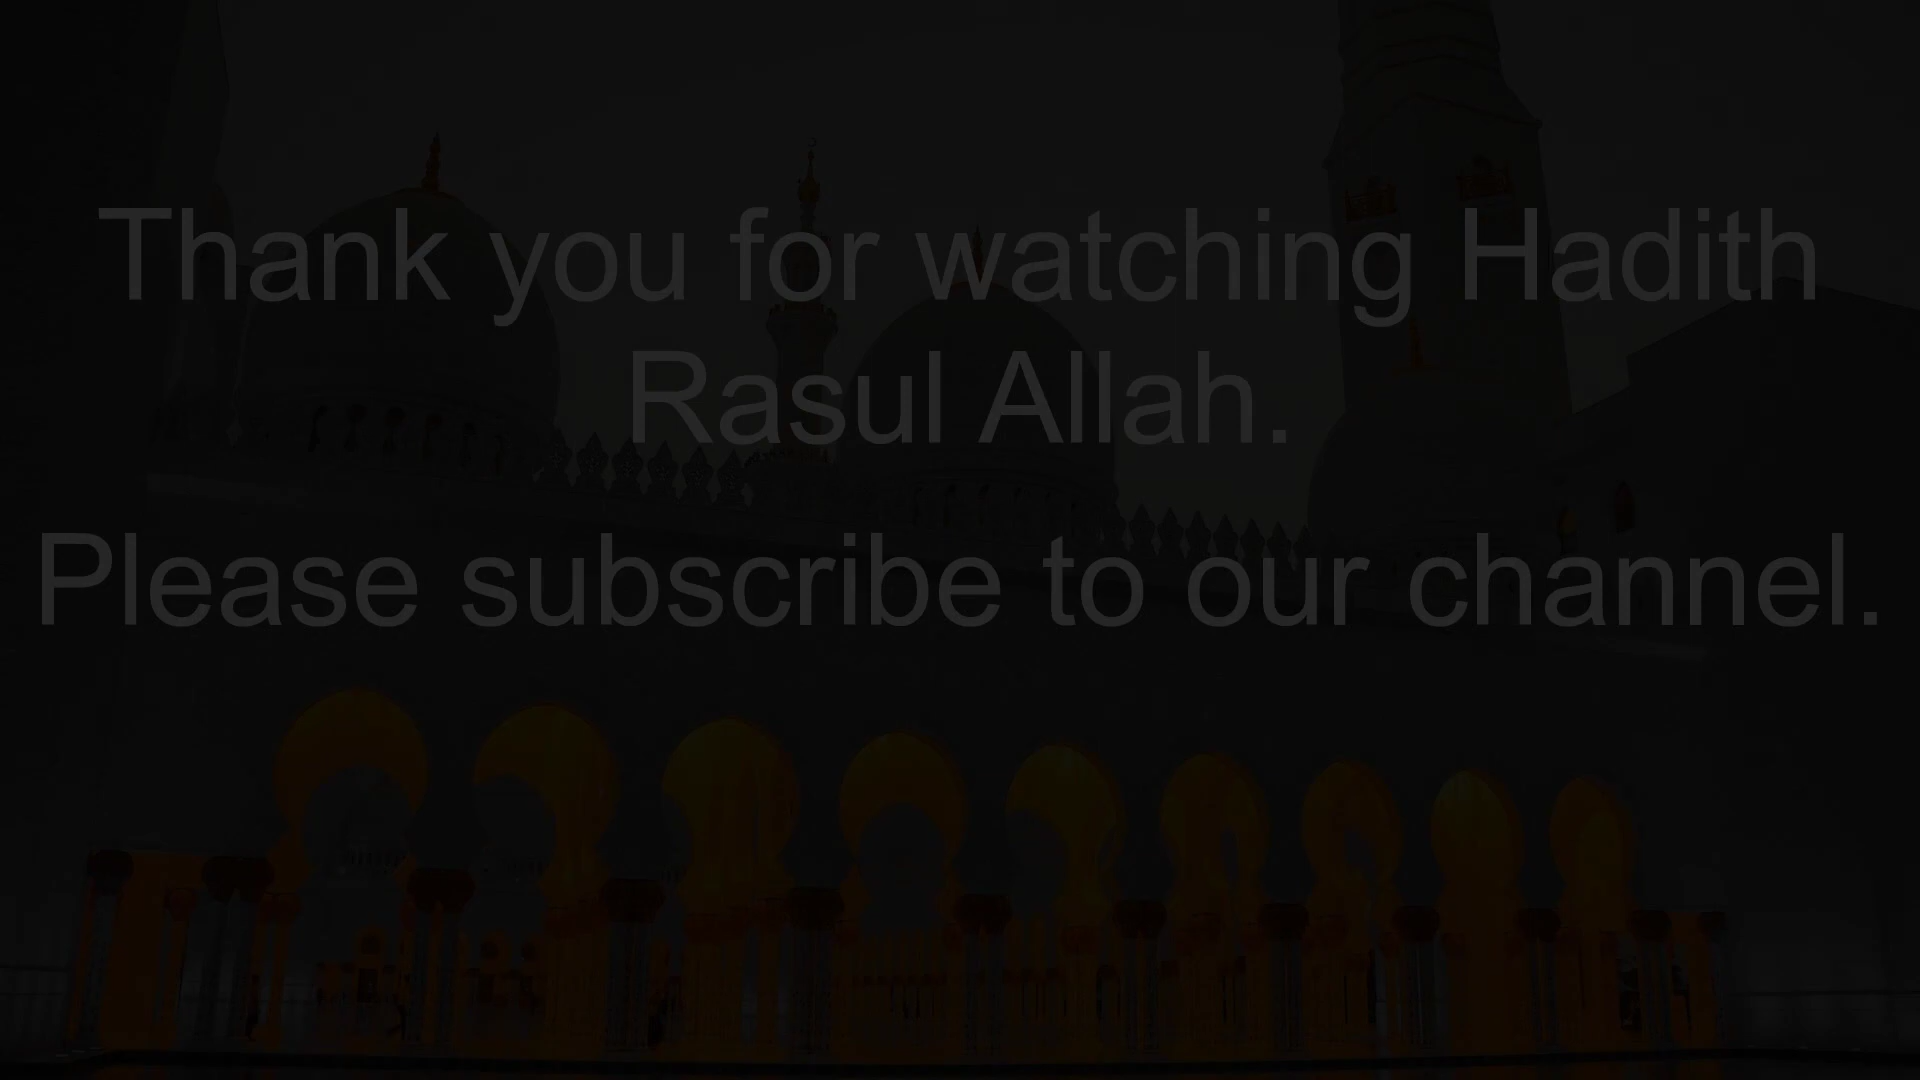 Thank you for watching Hadith
Rasul Allah.
Please subscribe to our channel.